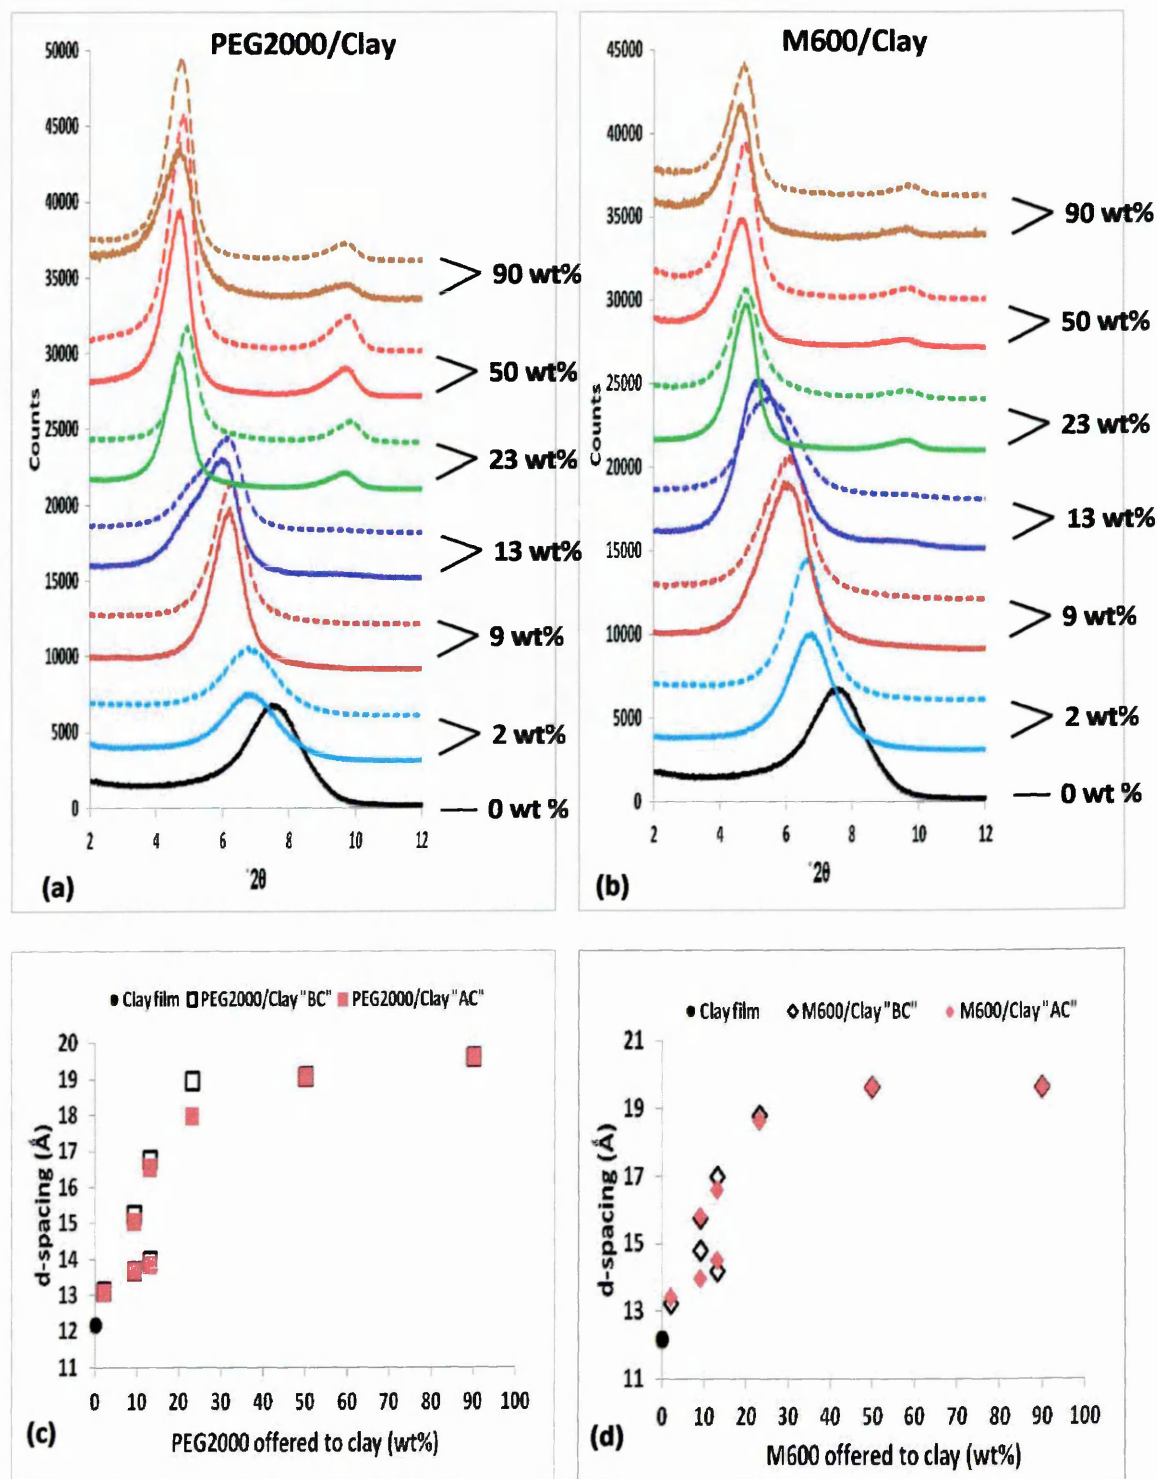 PEG2000/Clay
50000
45000
40000
35000
30000
25000
20000
15000
10000
5000
0
Counts
2 4 6 8 10 12
°2θ
90 wt%
50 wt%
23 wt%
13 wt%
9 wt%
2 wt%
0 wt %
(a)
M600/Clay
45000
40000
35000
30000
25000
20000
15000
10000
5000
0
Counts
2 4 6 8 10 12
°2θ
90 wt%
50 wt%
23 wt%
13 wt%
9 wt%
2 wt%
0 wt %
(b)
Clay film PEG2000/Clay "BC" PEG2000/Clay "AC"
20
19
18
17
16
15
14
13
12
11
d-spacing (Å)
0 10 20 30 40 50 60 70 80 90 100
PEG2000 offered to clay (wt%)
(c)
Clay film M600/Clay "BC" M600/Clay "AC"
21
19
17
15
13
11
d-spacing (Å)
0 10 20 30 40 50 60 70 80 90 100
M600 offered to clay (wt%)
(d)